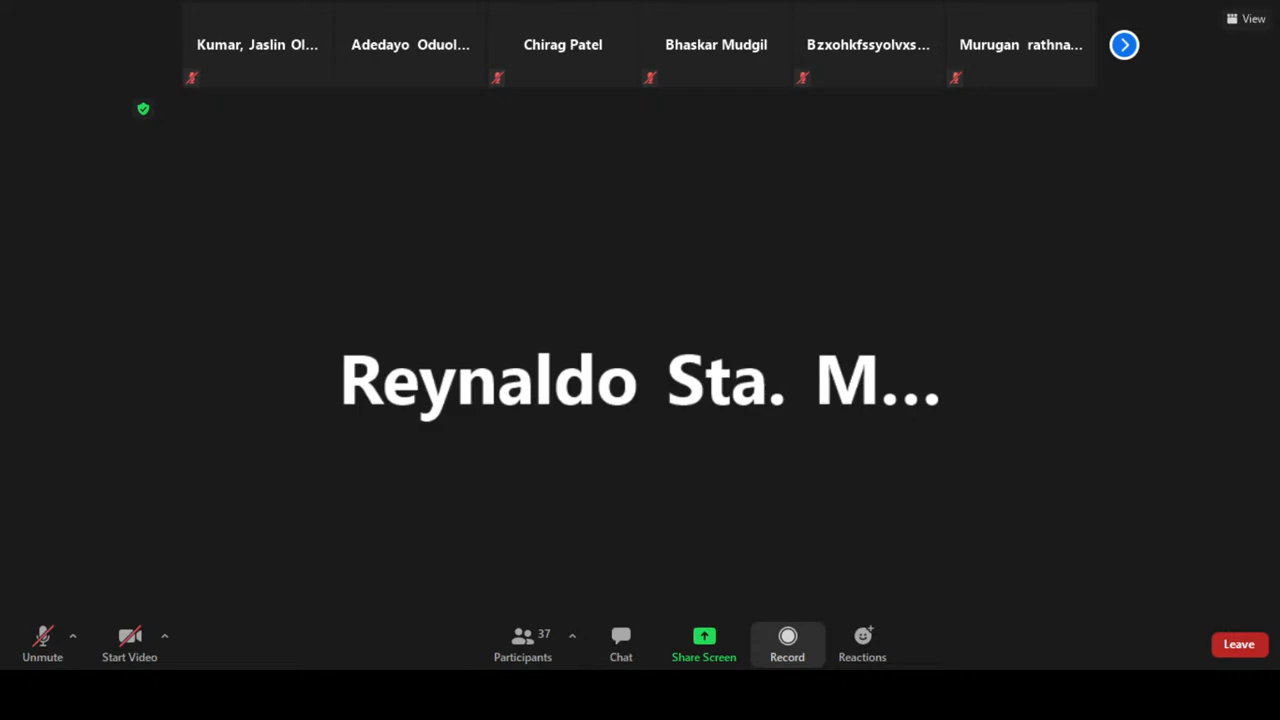 View
Kumar, Jaslin Ol...
Adedayo Oduol...
Chirag Patel
Bhaskar Mudgil
Bzxohkfssyolvxs...
Murugan rathna...
Reynaldo Sta. M...
Unmute
Start Video
37
Participants
Chat
Share Screen
Record
Reactions
Leave